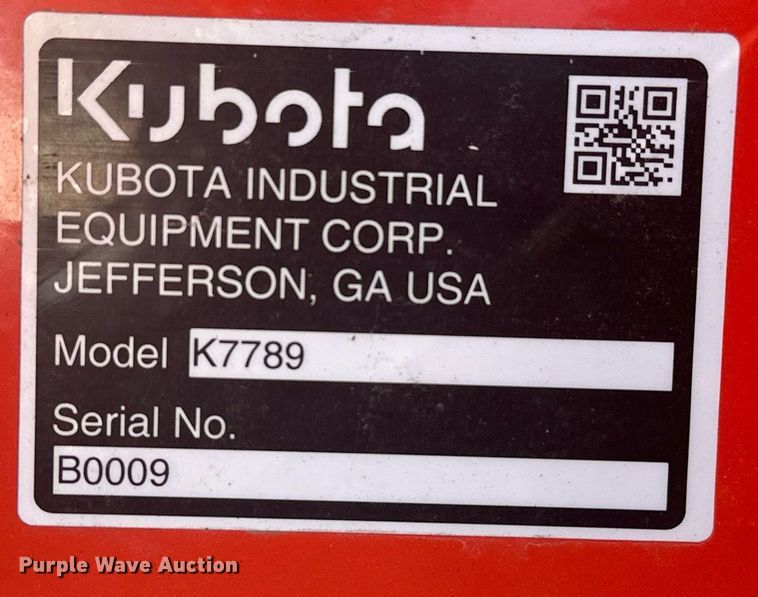 Kubota
KUBOTA INDUSTRIAL
EQUIPMENT CORP.
JEFFERSON, GA USA
Model K7789
Serial No.
B0009
Purple Wave Auction